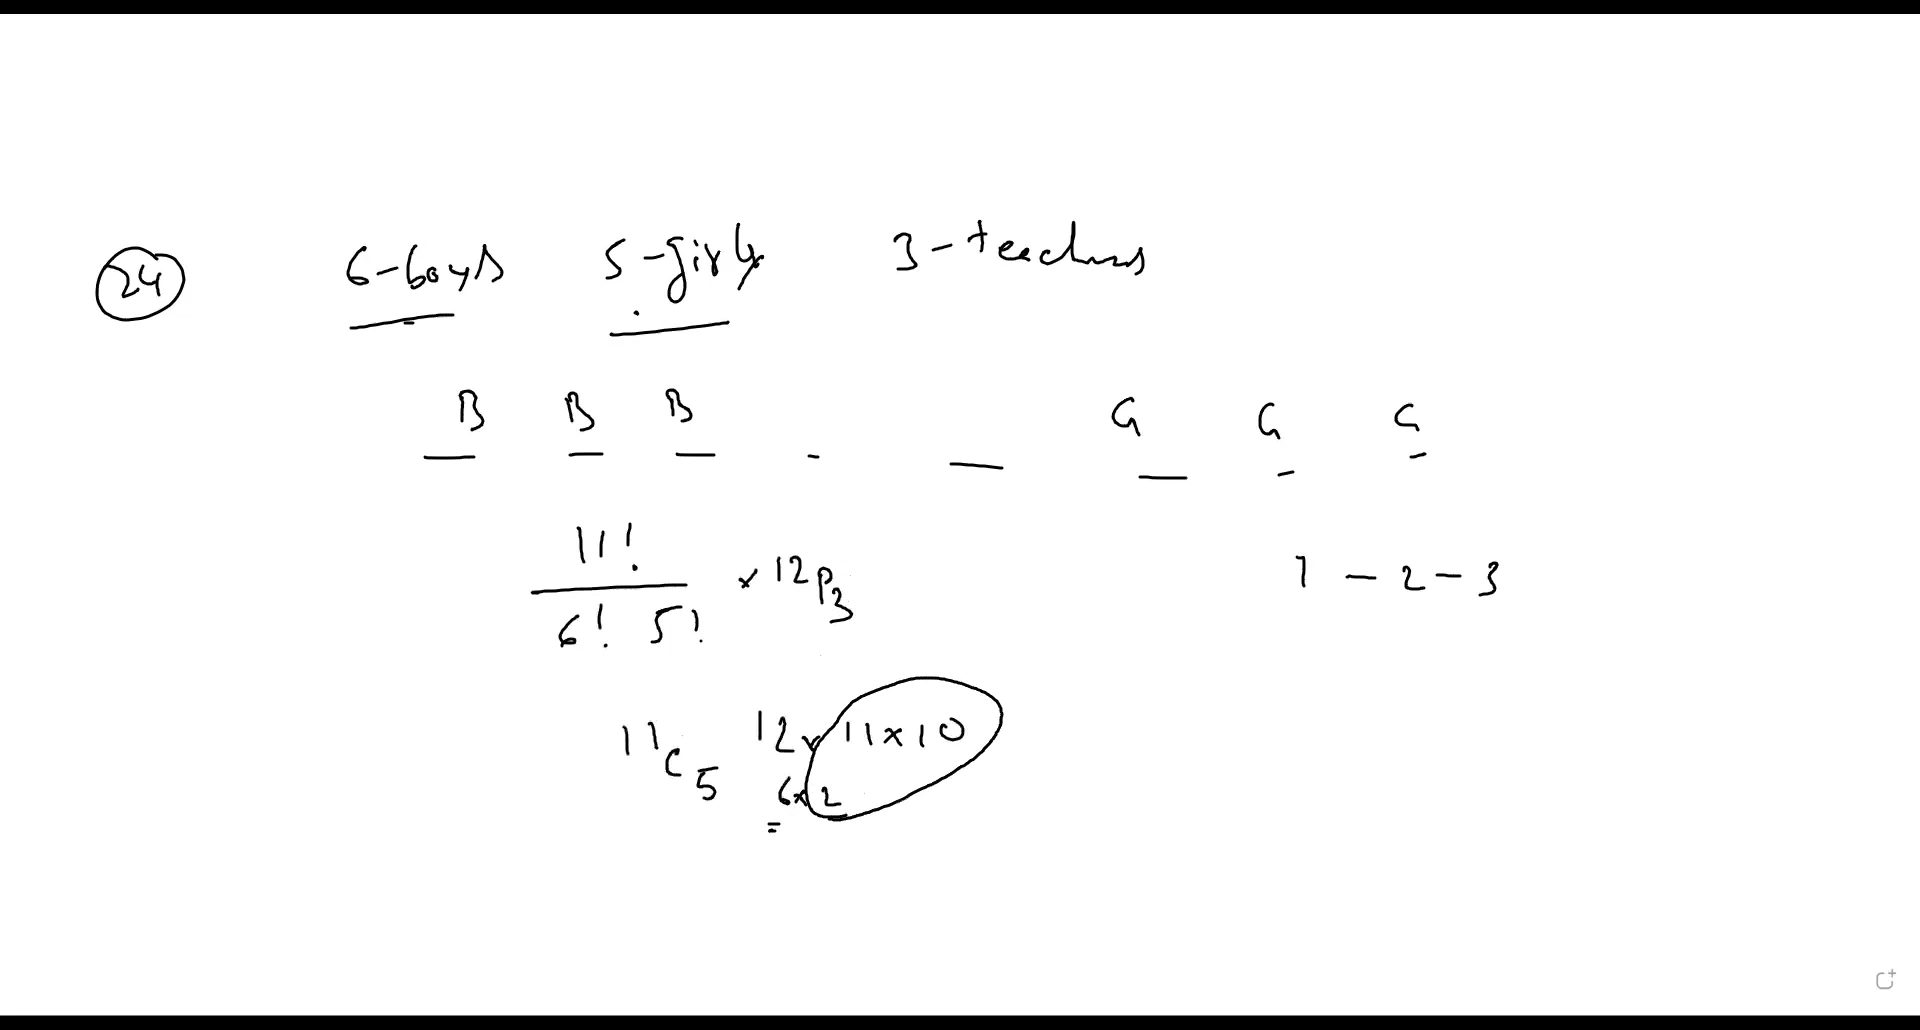 24 6-boys 5-girls 3-teachers
B B B G G G
11!
6! 5! × 12P3 1 - 2 - 3
11C5 12 × 11×10
6×2